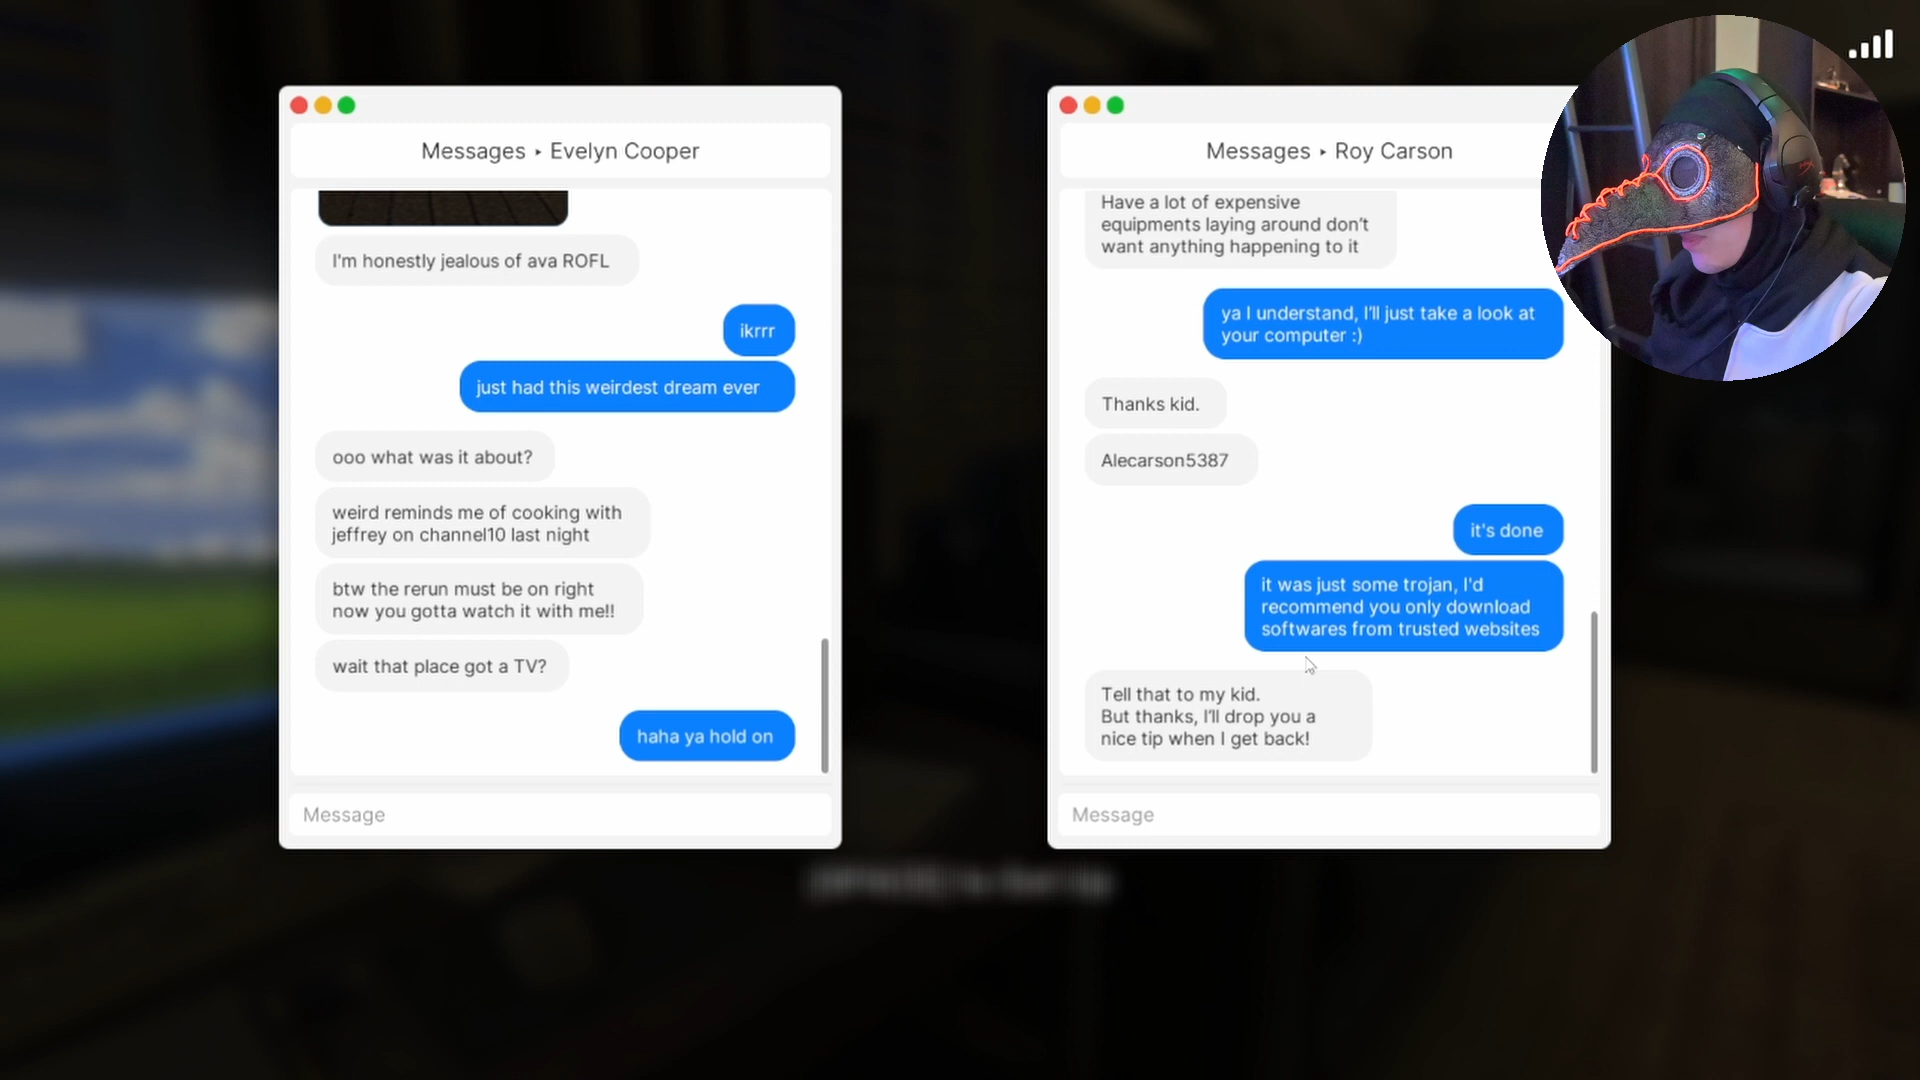 Messages ▸ Evelyn Cooper
I'm honestly jealous of ava ROFL
ikrrr
just had this weirdest dream ever
ooo what was it about?
weird reminds me of cooking with
jeffrey on channel10 last night
btw the rerun must be on right
now you gotta watch it with me!!
wait that place got a TV?
haha ya hold on
Message
Messages ▸ Roy Carson
Have a lot of expensive
equipments laying around don't
want anything happening to it
ya I understand, I'll just take a look at
your computer :)
Thanks kid.
Alecarson5387
it's done
it was just some trojan, I'd
recommend you only download
softwares from trusted websites
Tell that to my kid.
But thanks, I'll drop you a
nice tip when I get back!
Message